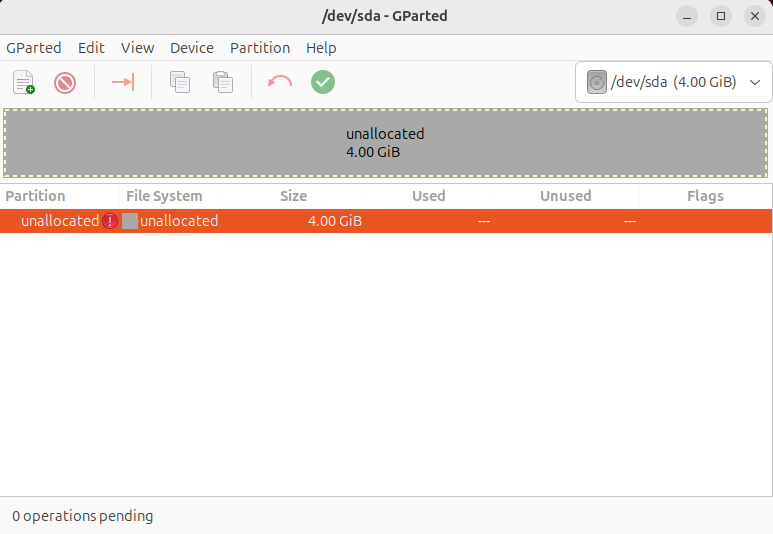 /dev/sda - GParted
GParted Edit View Device Partition Help
/dev/sda (4.00 GiB)
unallocated
4.00 GiB
Partition File System Size Used Unused Flags
unallocated unallocated 4.00 GiB --- ---
0 operations pending